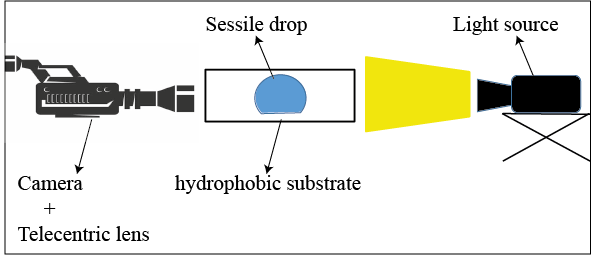 Sessile drop
Light source
Camera
+
Telecentric lens
hydrophobic substrate